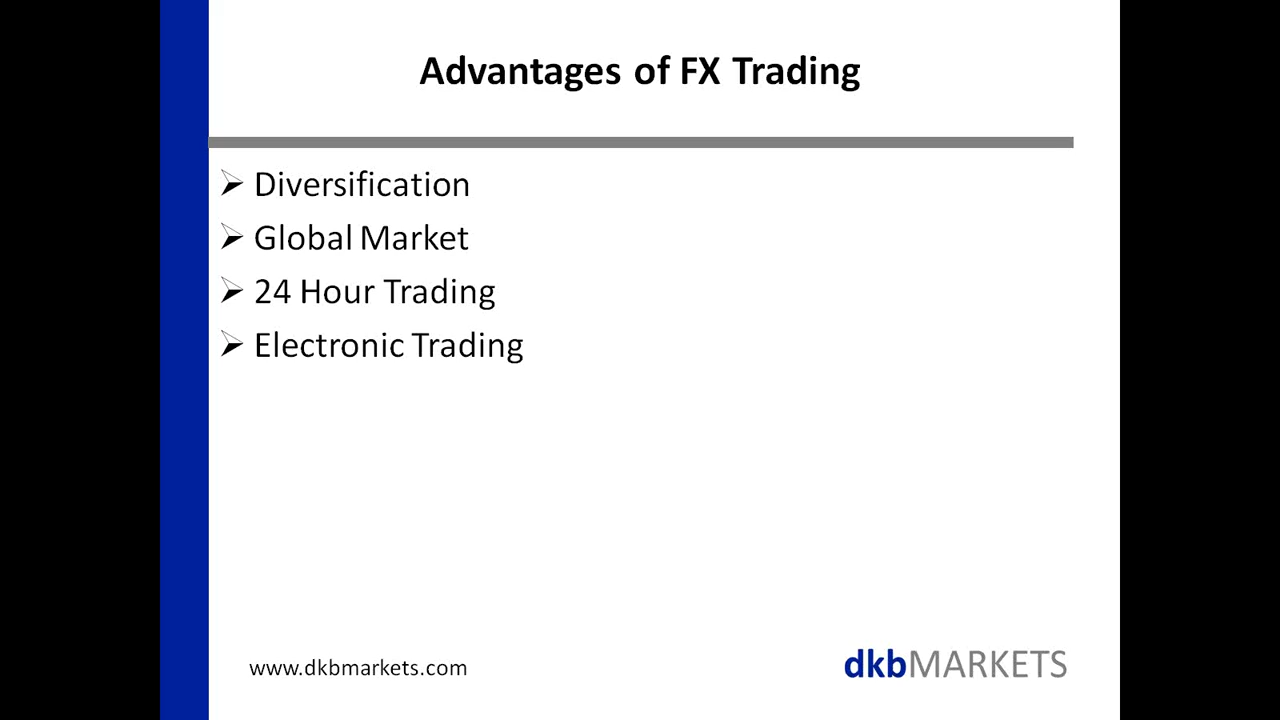 Advantages of FX Trading
➢ Diversification
➢ Global Market
➢ 24 Hour Trading
➢ Electronic Trading
www.dkbmarkets.com
dkbMARKETS